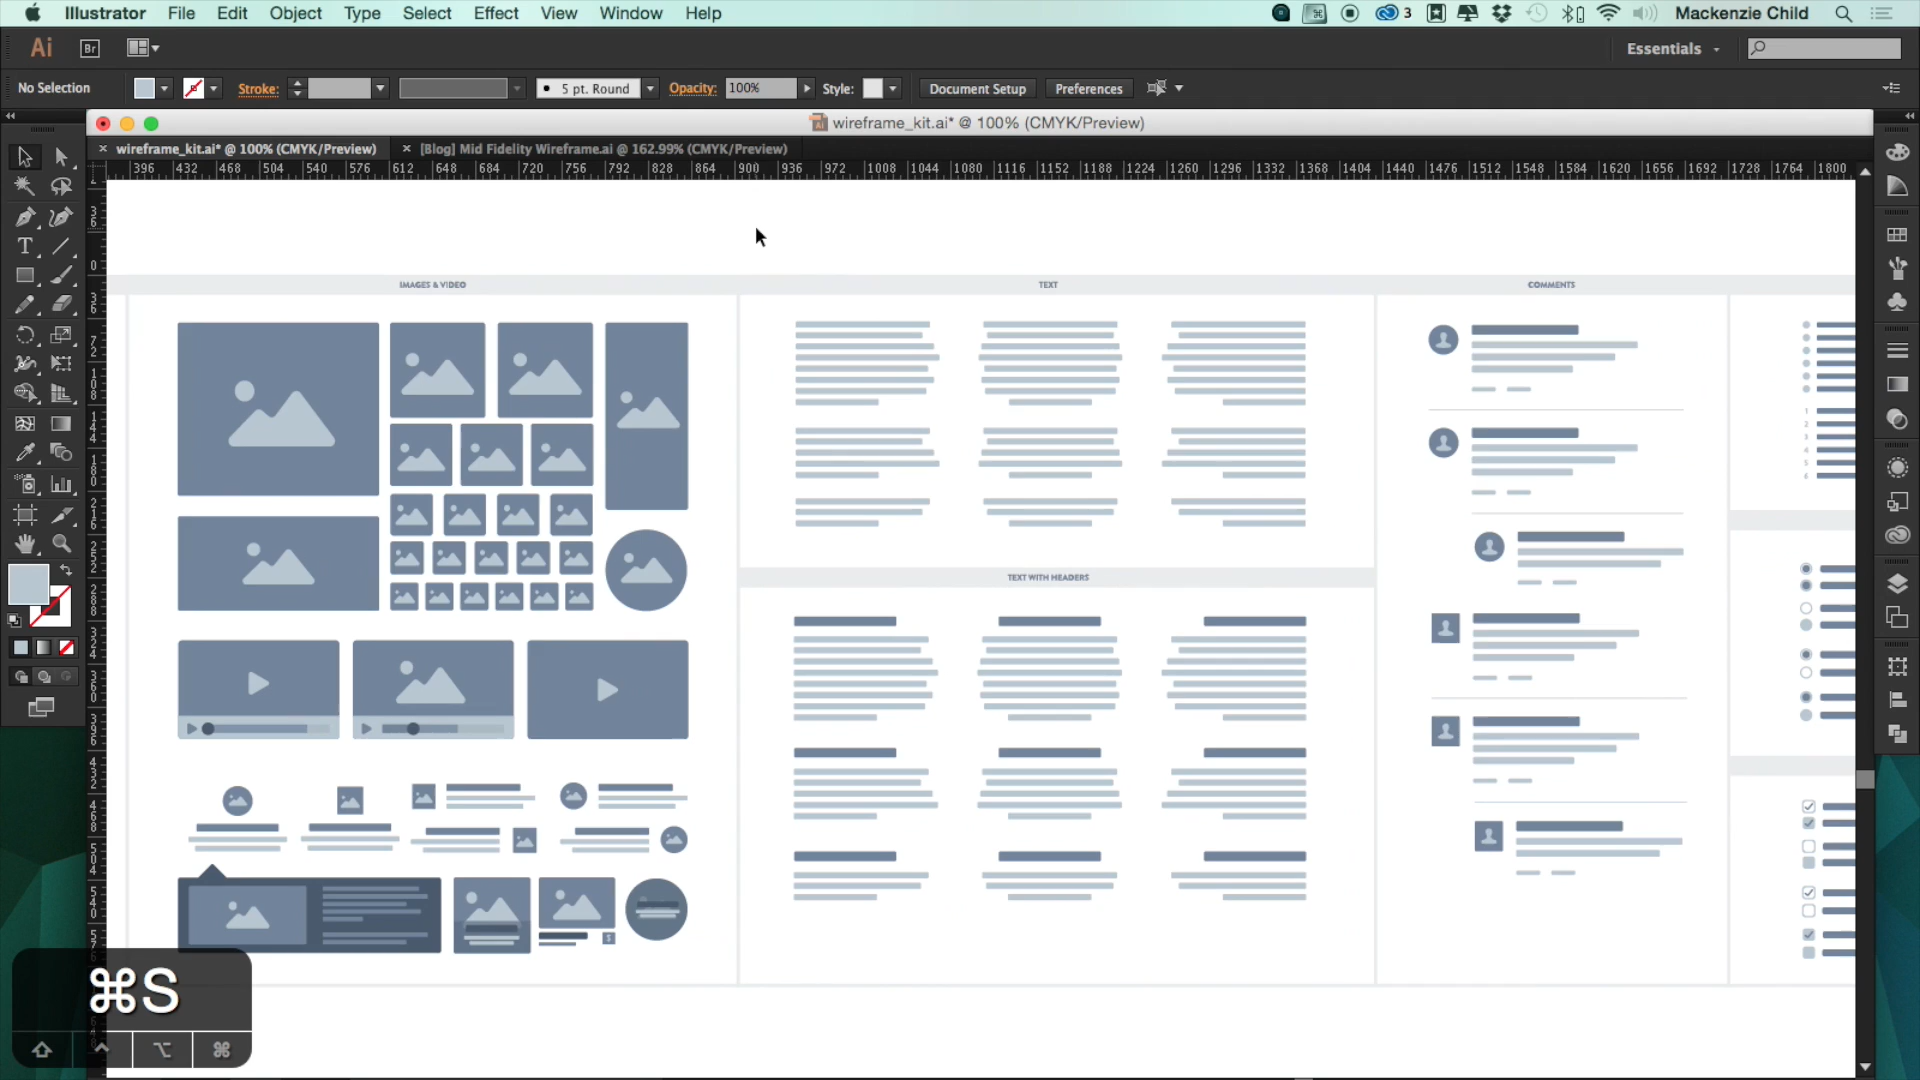 Illustrator File Edit Object Type Select Effect View Window Help 3 Mackenzie Child
Ai Br Essentials
No Selection Stroke: 5 pt. Round Opacity: 100% Style: Document Setup Preferences
wireframe_kit.ai* @ 100% (CMYK/Preview)
× wireframe_kit.ai* @ 100% (CMYK/Preview) × [Blog] Mid Fidelity Wireframe.ai @ 162.99% (CMYK/Preview)
396 432 468 504 540 576 612 648 684 720 756 792 828 864 900 936 972 1008 1044 1080 1116 1152 1188 1224 1260 1296 1332 1368 1404 1440 1476 1512 1548 1584 1620 1656 1692 1728 1764 1800
IMAGES & VIDEO TEXT COMMENTS
TEXT WITH HEADERS
⌘S